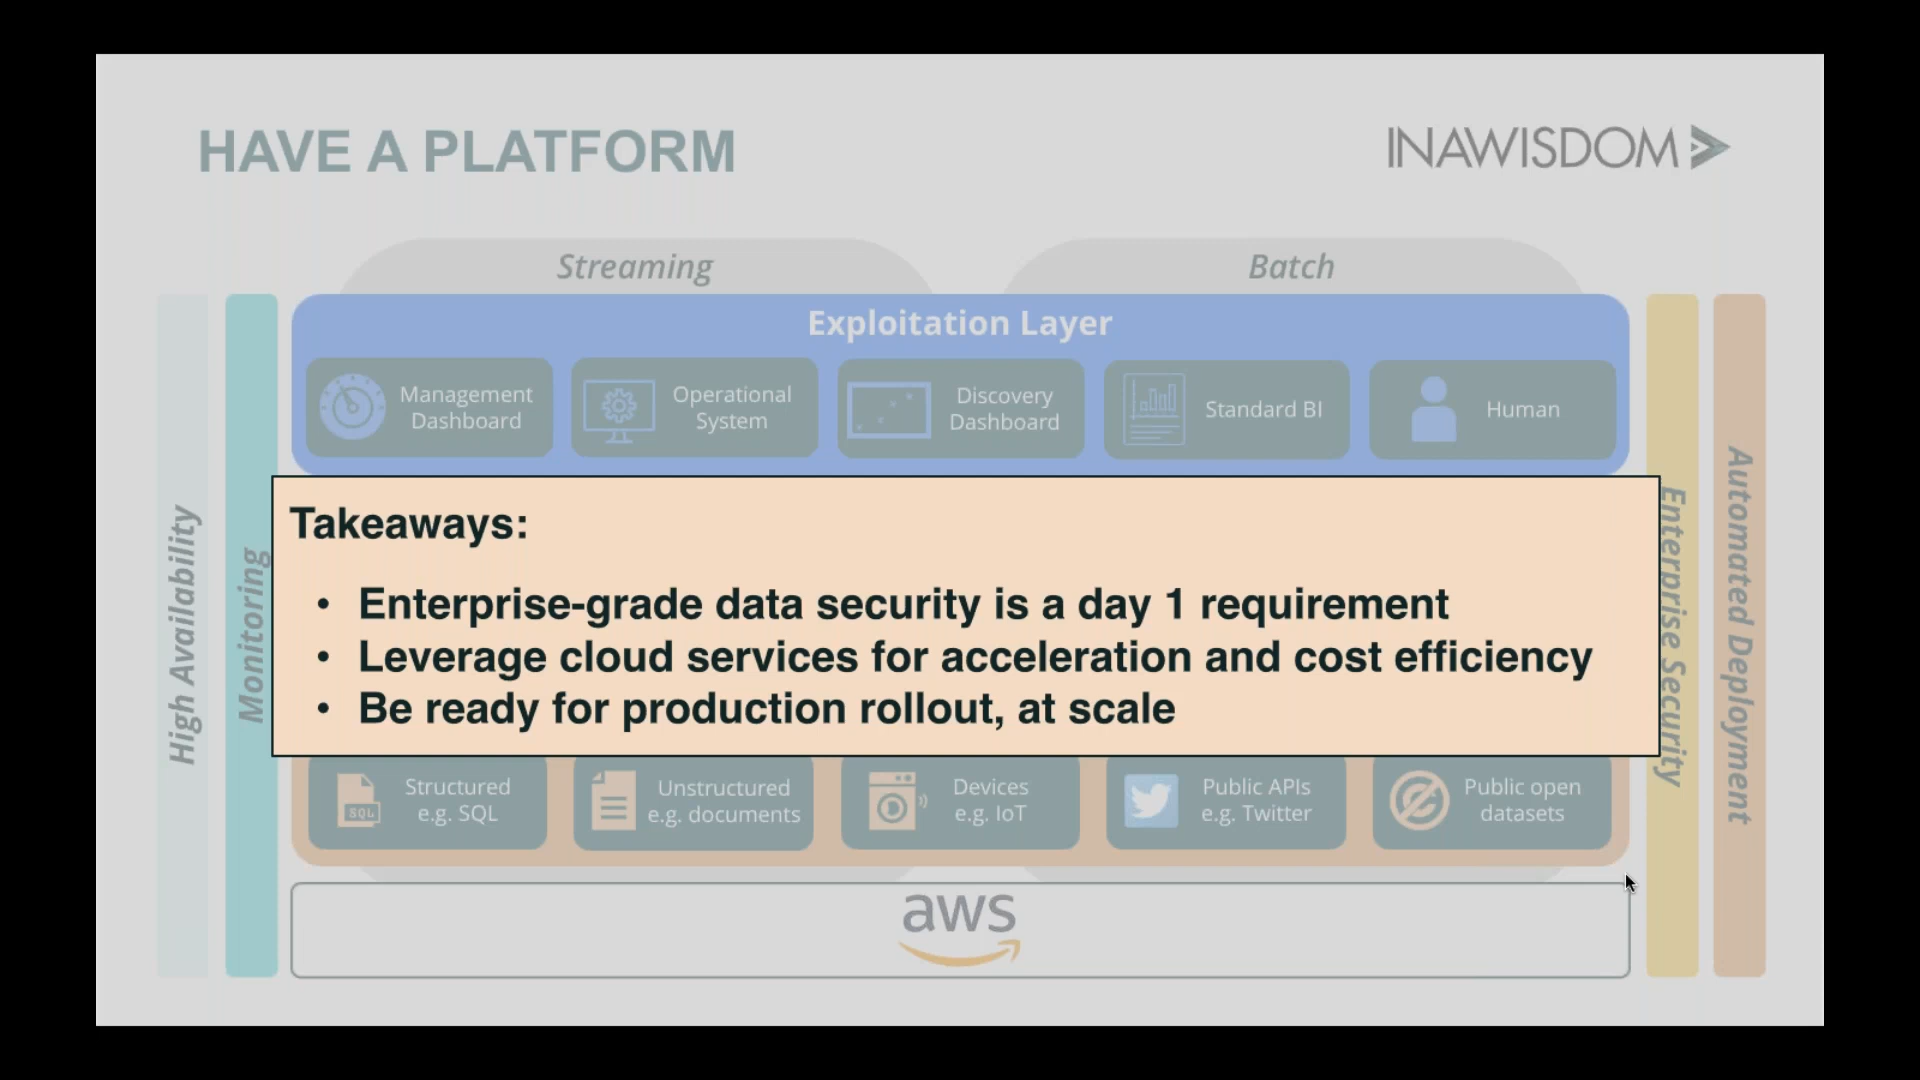 HAVE A PLATFORM
INAWISDOM
Streaming
Batch
Exploitation Layer
Management
Dashboard
Operational
System
Discovery
Dashboard
Standard BI
Human
High Availability
Monitoring
Takeaways:
• Enterprise-grade data security is a day 1 requirement
• Leverage cloud services for acceleration and cost efficiency
• Be ready for production rollout, at scale
Enterprise Security
Automated Deployment
SQL
Structured
e.g. SQL
Unstructured
e.g. documents
Devices
e.g. IoT
Public APIs
e.g. Twitter
Public open
datasets
aws